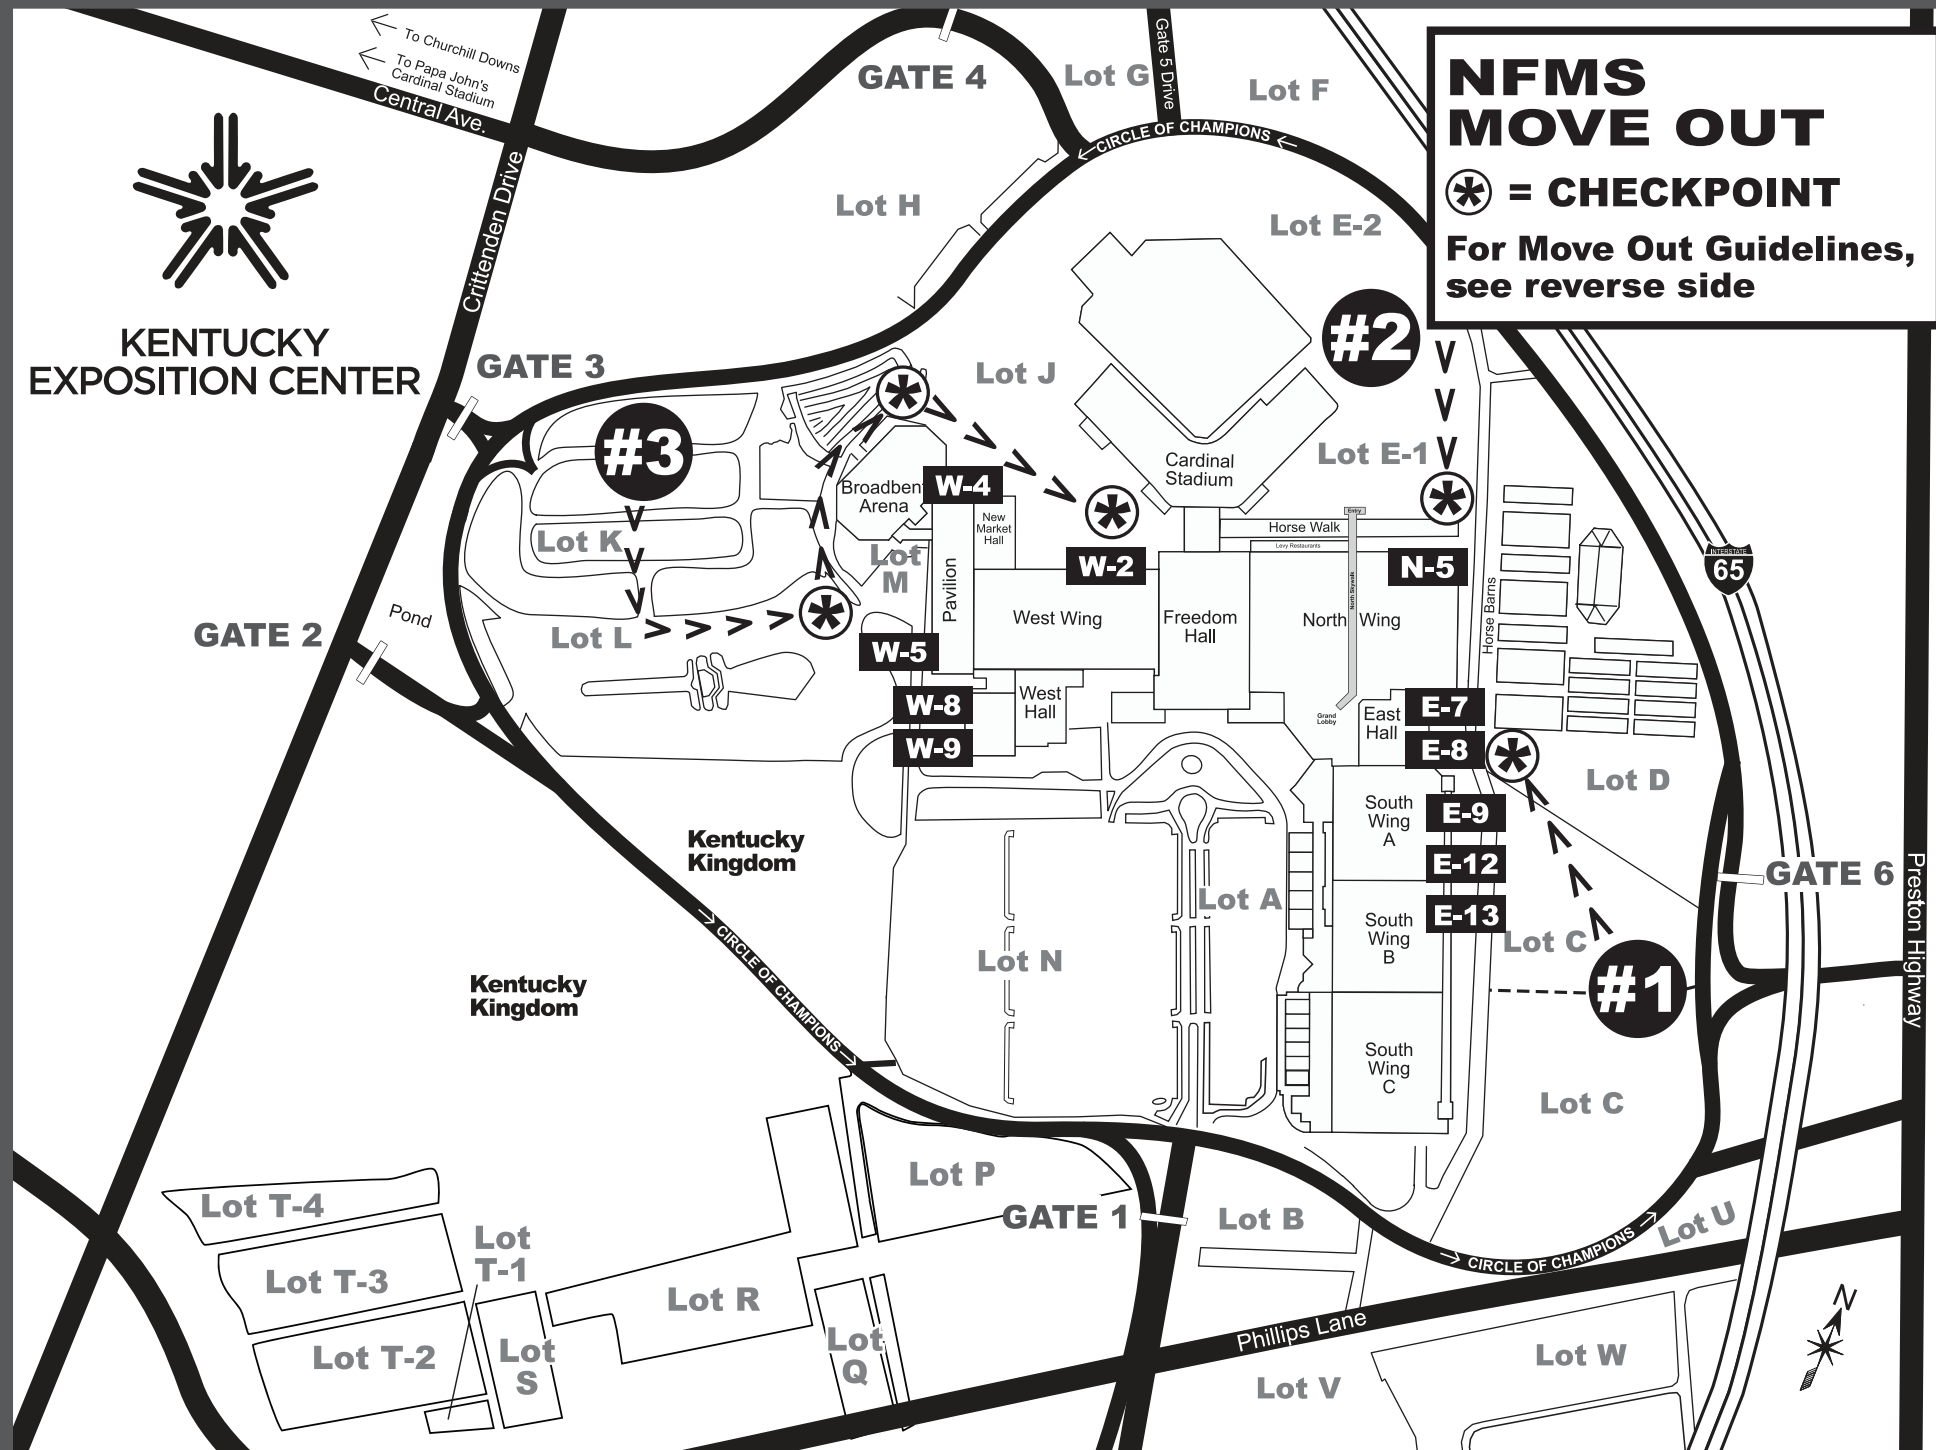 To Churchill Downs
To Papa John's
Cardinal Stadium
Central Ave.
Crittenden Drive
KENTUCKY
EXPOSITION CENTER
GATE 4
Lot G
Gate 5 Drive
Lot F
NFMS
MOVE OUT
= CHECKPOINT
For Move Out Guidelines,
see reverse side
CIRCLE OF CHAMPIONS
Lot H
Lot E-2
GATE 3
Lot J
#2
#3
Lot E-1
Cardinal
Stadium
Broadbent
Arena
W-4
New
Market
Hall
Entry
Horse Walk
Levy Restaurants
Lot K
Lot
M
W-2
N-5
INTERSTATE
65
Pavilion
North Skywalk
Horse Barns
Pond
GATE 2
Lot L
West Wing
Freedom
Hall
North Wing
W-5
W-8
West
Hall
Grand
Lobby
East
Hall
E-7
W-9
E-8
Lot D
South
Wing
A
E-9
Kentucky
Kingdom
E-12
GATE 6
Preston Highway
Lot A
E-13
South
Wing
B
Lot C
Lot N
Kentucky
Kingdom
CIRCLE OF CHAMPIONS
#1
South
Wing
C
Lot C
Lot P
Lot T-4
GATE 1
Lot B
Lot U
Lot
T-1
CIRCLE OF CHAMPIONS
Lot T-3
Lot R
N
Phillips Lane
Lot T-2
Lot
S
Lot
Q
Lot W
Lot V